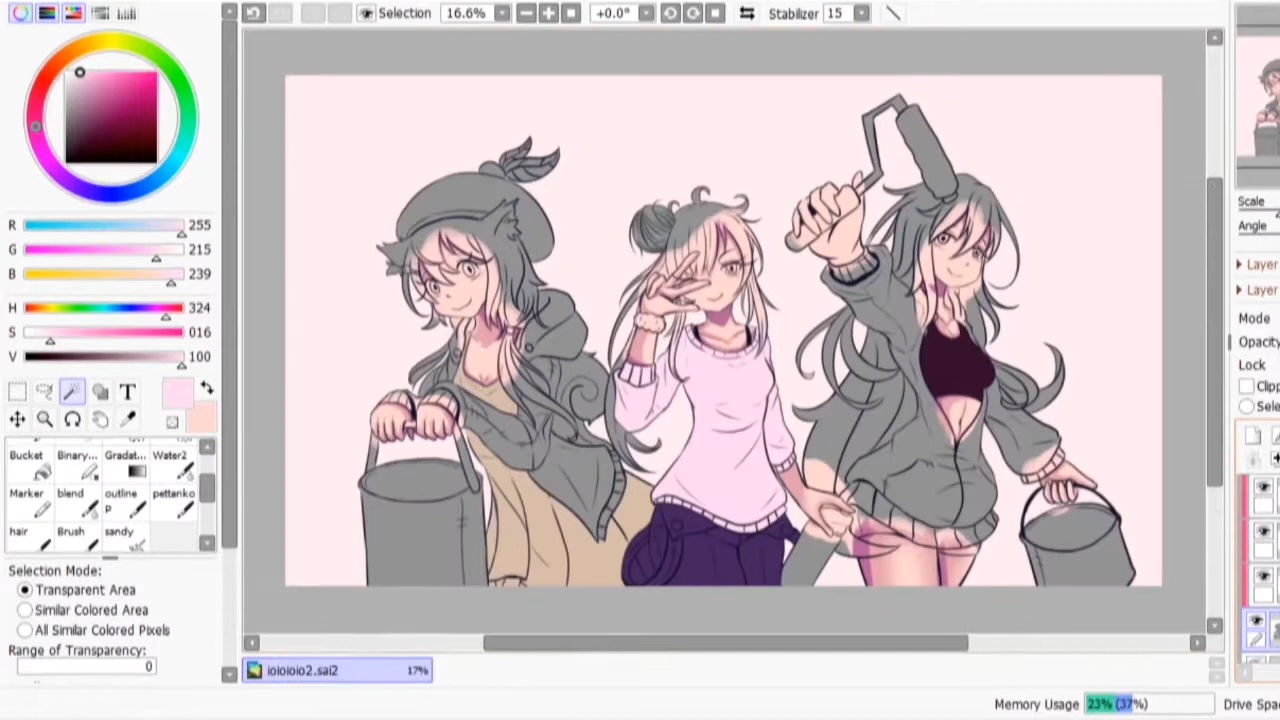 Selection 16.6% +0.0° Stabilizer 15
R 255
G 215
B 239
H 324
S 016
V 100
T
Bucket Binary... Gradat... Water2
Marker blend outline p pettanko
hair Brush sandy
Selection Mode:
Transparent Area
Similar Colored Area
All Similar Colored Pixels
Range of Transparency:
0
Scale
Angle
Layer
Layer
Mode
Opacity
Lock
Clipp
Sele
ioioioio2.sai2 17%
Memory Usage 23% (37%) Drive Spa